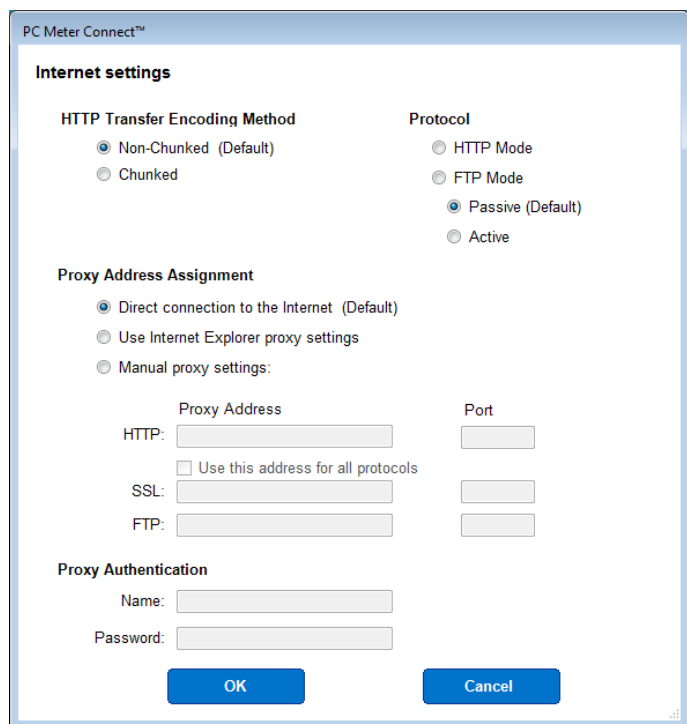 PC Meter Connect™
Internet settings
HTTP Transfer Encoding Method
Non-Chunked (Default)
Chunked
Protocol
HTTP Mode
FTP Mode
Passive (Default)
Active
Proxy Address Assignment
Direct connection to the Internet (Default)
Use Internet Explorer proxy settings
Manual proxy settings:
Proxy Address Port
HTTP:
Use this address for all protocols
SSL:
FTP:
Proxy Authentication
Name:
Password:
OK Cancel